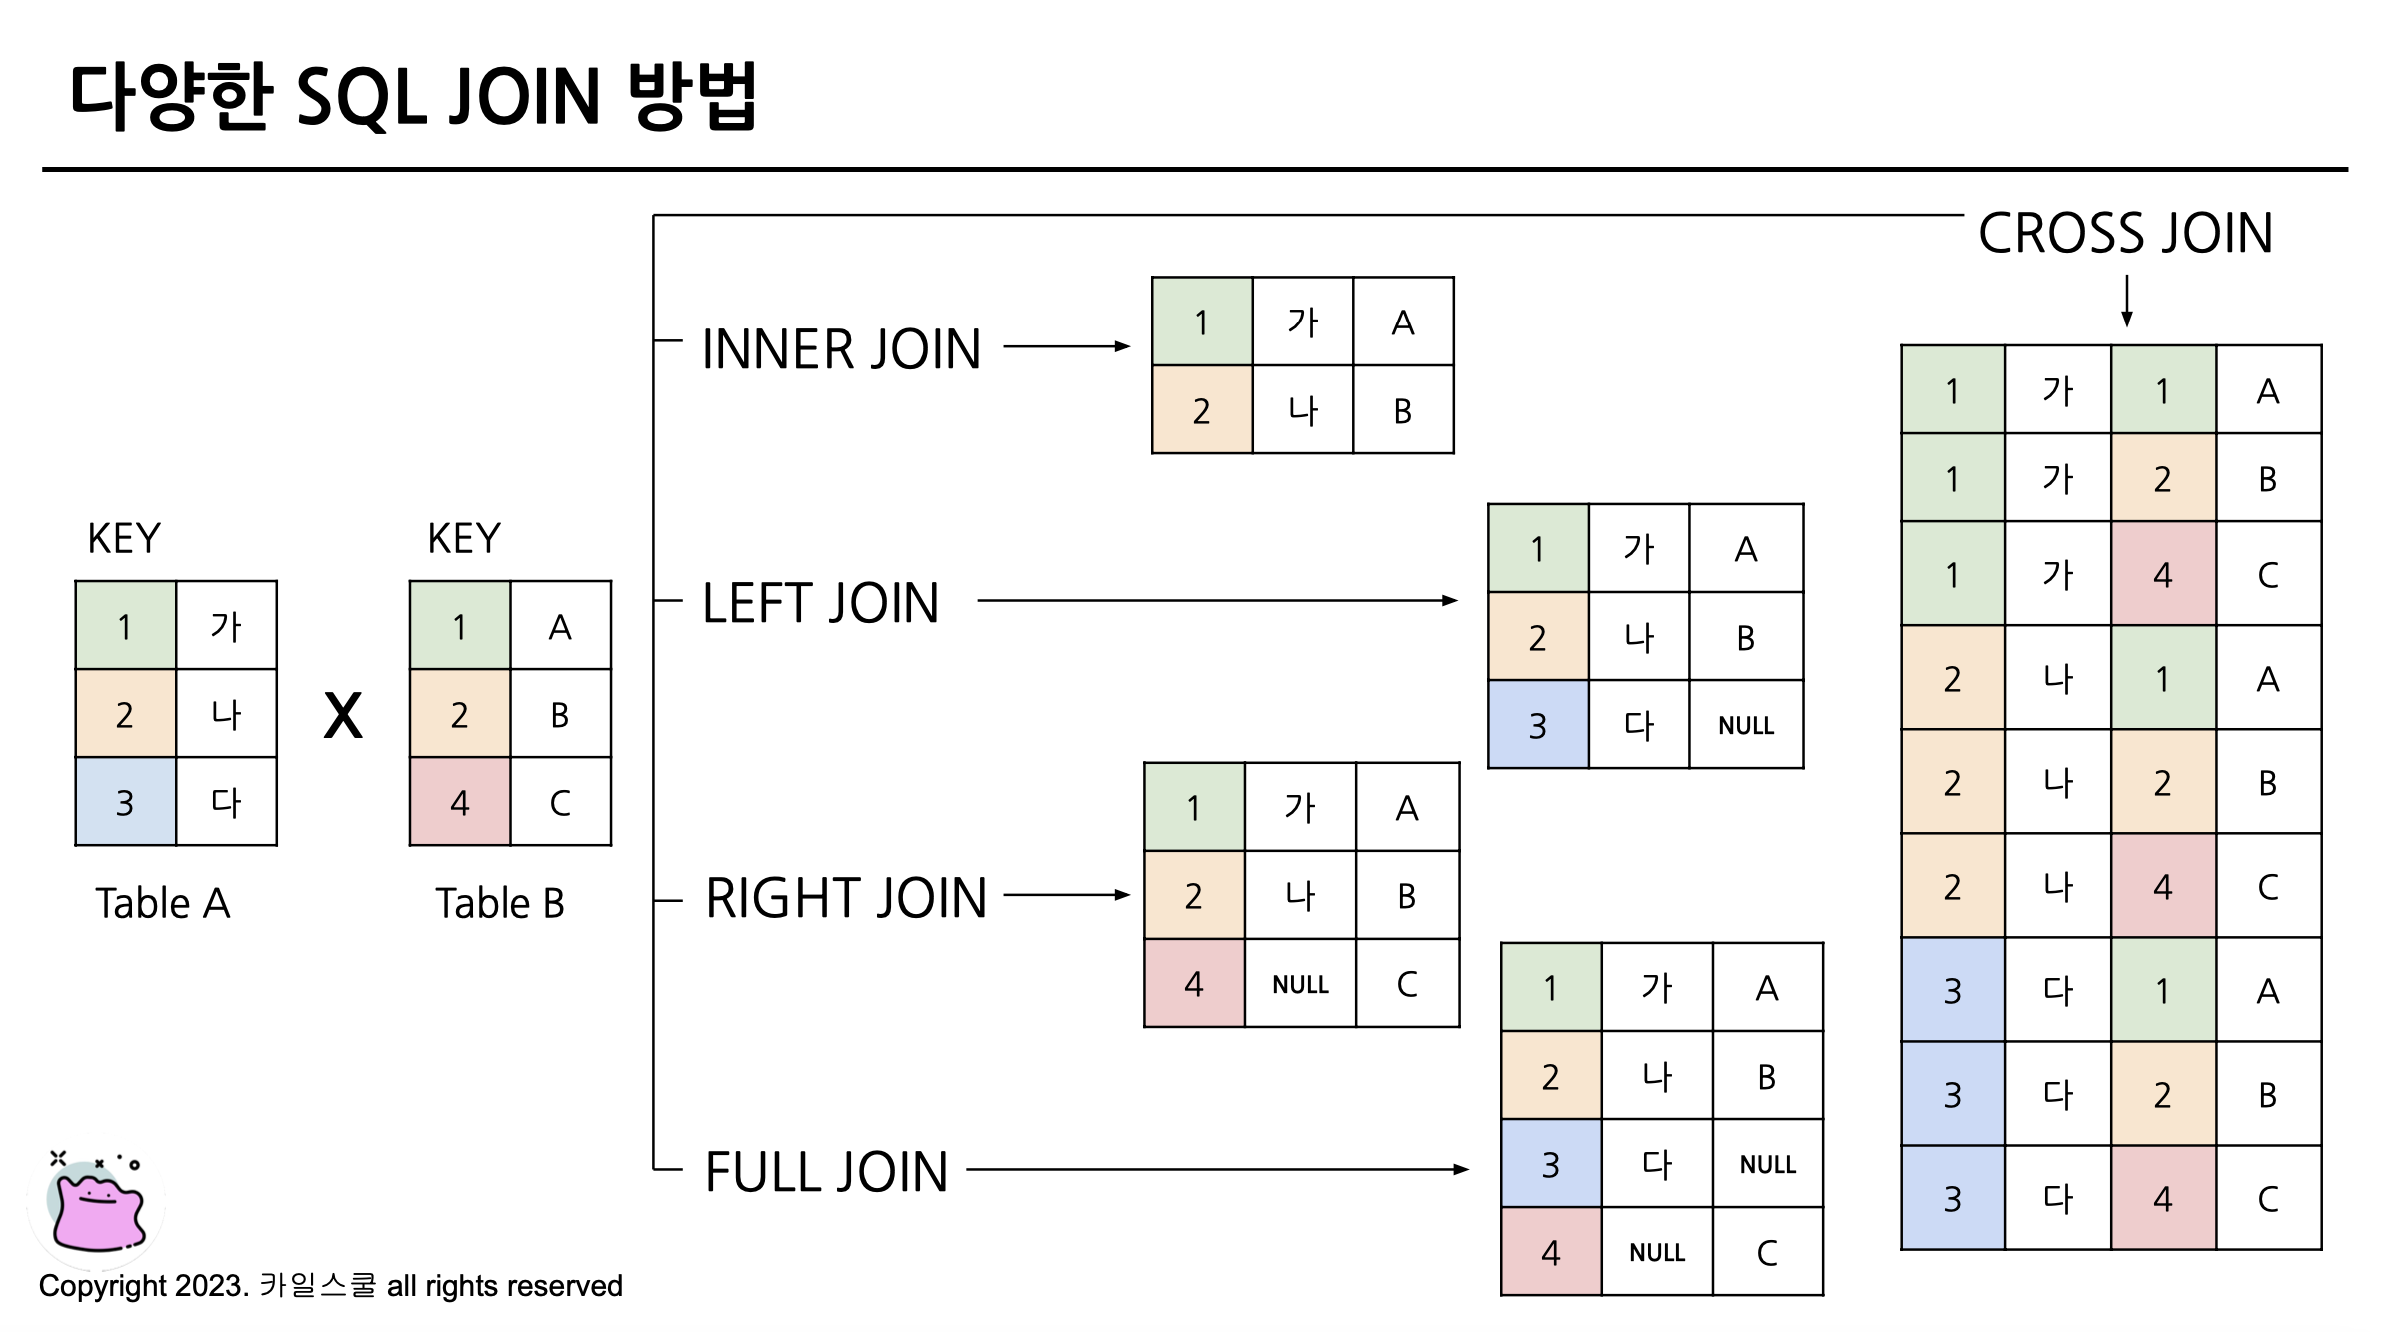 다양한 SQL JOIN 방법
CROSS JOIN
INNER JOIN
1 가 A
2 나 B
LEFT JOIN
1 가 A
2 나 B
3 다 NULL
RIGHT JOIN
1 가 A
2 나 B
4 NULL C
FULL JOIN
1 가 A
2 나 B
3 다 NULL
4 NULL C
1 가 1 A
1 가 2 B
1 가 4 C
2 나 1 A
2 나 2 B
2 나 4 C
3 다 1 A
3 다 2 B
3 다 4 C
KEY
1 가
2 나
3 다
Table A
X
KEY
1 A
2 B
4 C
Table B
Copyright 2023. 카일스쿨 all rights reserved